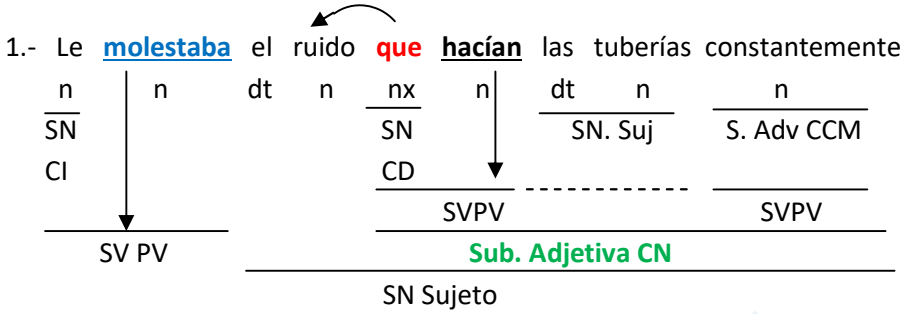 1.- Le molestaba el ruido que hacían las tuberías constantemente
n n dt n nx n dt n n
SN SN SN. Suj S. Adv CCM
CI CD
SVPV SVPV
SV PV Sub. Adjetiva CN
SN Sujeto